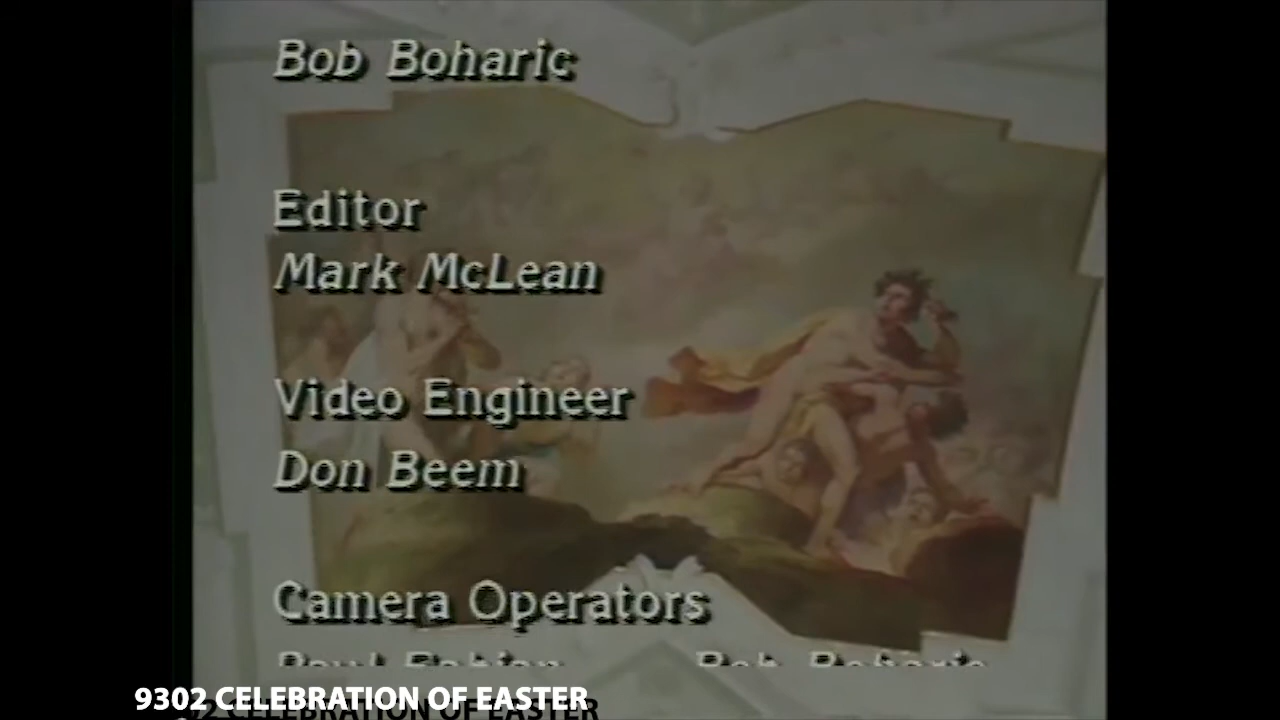 Bob Boharic
Editor
Mark McLean
Video Engineer
Don Beem
Camera Operators
9302 CELEBRATION OF EASTER